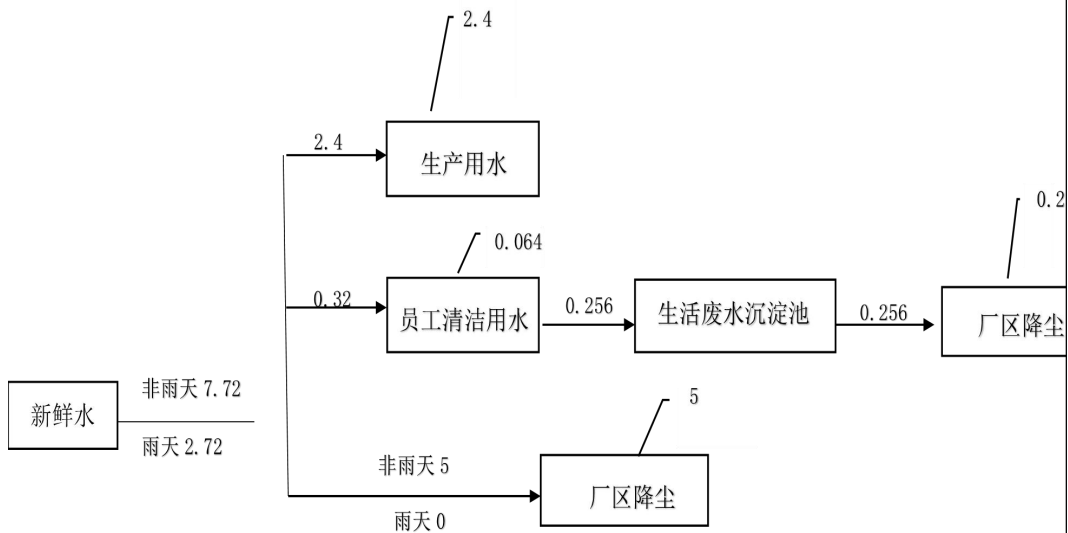 2.4
2.4
生产用水
0.2
0.064
0.32
员工清洁用水
0.256
生活废水沉淀池
0.256
厂区降尘
新鲜水
非雨天 7.72
雨天 2.72
5
非雨天 5
雨天 0
厂区降尘